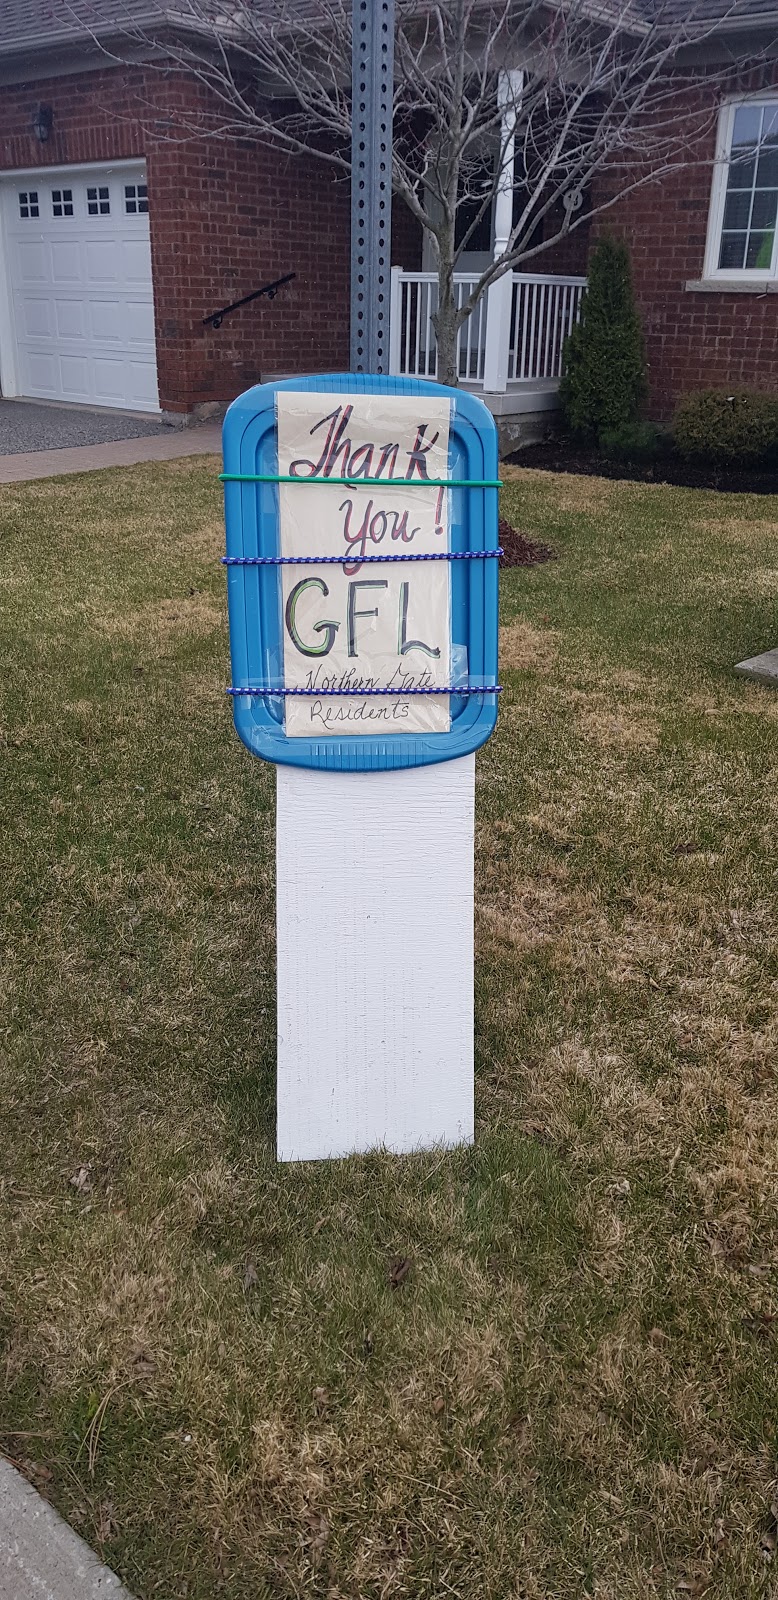 Thank
You!
GFL
Northern Gate
Residents